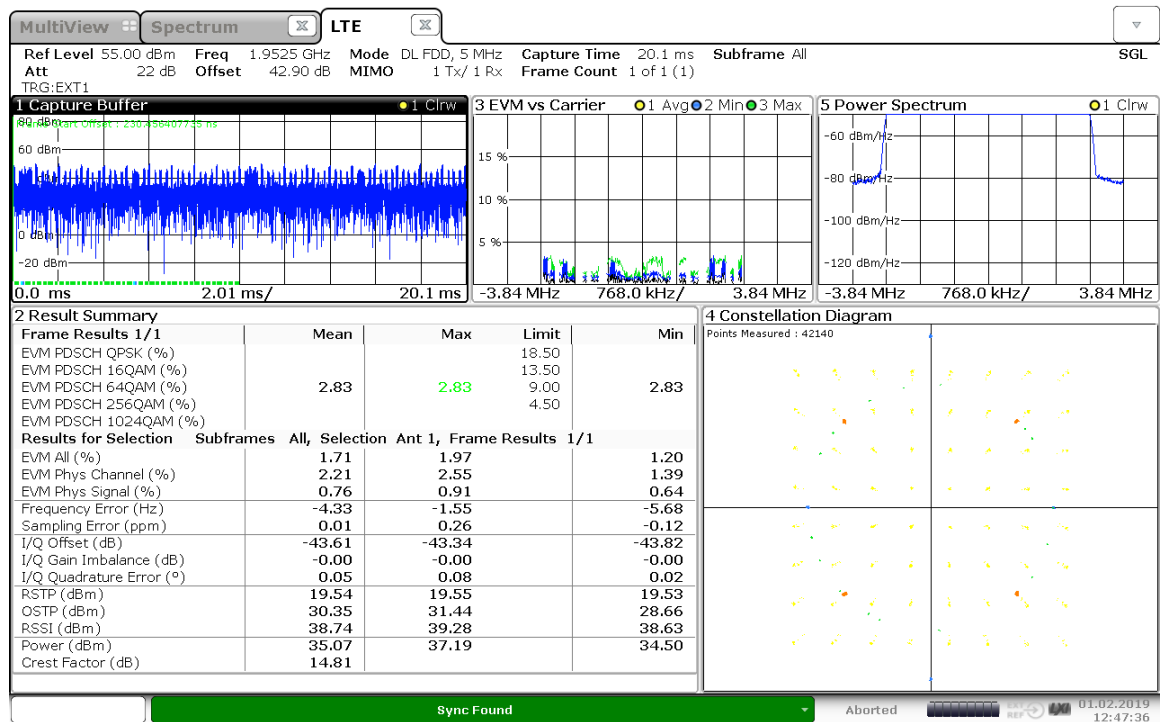 MultiView Spectrum LTE
Ref Level 55.00 dBm Freq 1.9525 GHz Mode DL FDD, 5 MHz Capture Time 20.1 ms Subframe All SGL
Att 22 dB Offset 42.90 dB MIMO 1 Tx/ 1 Rx Frame Count 1 of 1 (1)
TRG:EXT1
1 Capture Buffer 1 Clrw
80 dBm
60 dBm
0 dBm
-20 dBm
0.0 ms 2.01 ms/ 20.1 ms
3 EVM vs Carrier 1 Avg 2 Min 3 Max
15 %
10 %
5 %
-3.84 MHz 768.0 kHz/ 3.84 MHz
5 Power Spectrum 1 Clrw
-60 dBm/Hz
-80 dBm/Hz
-100 dBm/Hz
-120 dBm/Hz
-3.84 MHz 768.0 kHz/ 3.84 MHz
2 Result Summary
Frame Results 1/1 Mean Max Limit Min
EVM PDSCH QPSK (%) 18.50
EVM PDSCH 16QAM (%) 13.50
EVM PDSCH 64QAM (%) 2.83 2.83 9.00 2.83
EVM PDSCH 256QAM (%) 4.50
EVM PDSCH 1024QAM (%)
Results for Selection Subframes All, Selection Ant 1, Frame Results 1/1
EVM All (%) 1.71 1.97 1.20
EVM Phys Channel (%) 2.21 2.55 1.39
EVM Phys Signal (%) 0.76 0.91 0.64
Frequency Error (Hz) -4.33 -1.55 -5.68
Sampling Error (ppm) 0.01 0.26 -0.12
I/Q Offset (dB) -43.61 -43.34 -43.82
I/Q Gain Imbalance (dB) -0.00 -0.00 -0.00
I/Q Quadrature Error (°) 0.05 0.08 0.02
RSTP (dBm) 19.54 19.55 19.53
OSTP (dBm) 30.35 31.44 28.66
RSSI (dBm) 38.74 39.28 38.63
Power (dBm) 35.07 37.19 34.50
Crest Factor (dB) 14.81
4 Constellation Diagram
Points Measured : 42140
Sync Found
Aborted
EXT
REF
LXI
01.02.2019
12:47:36